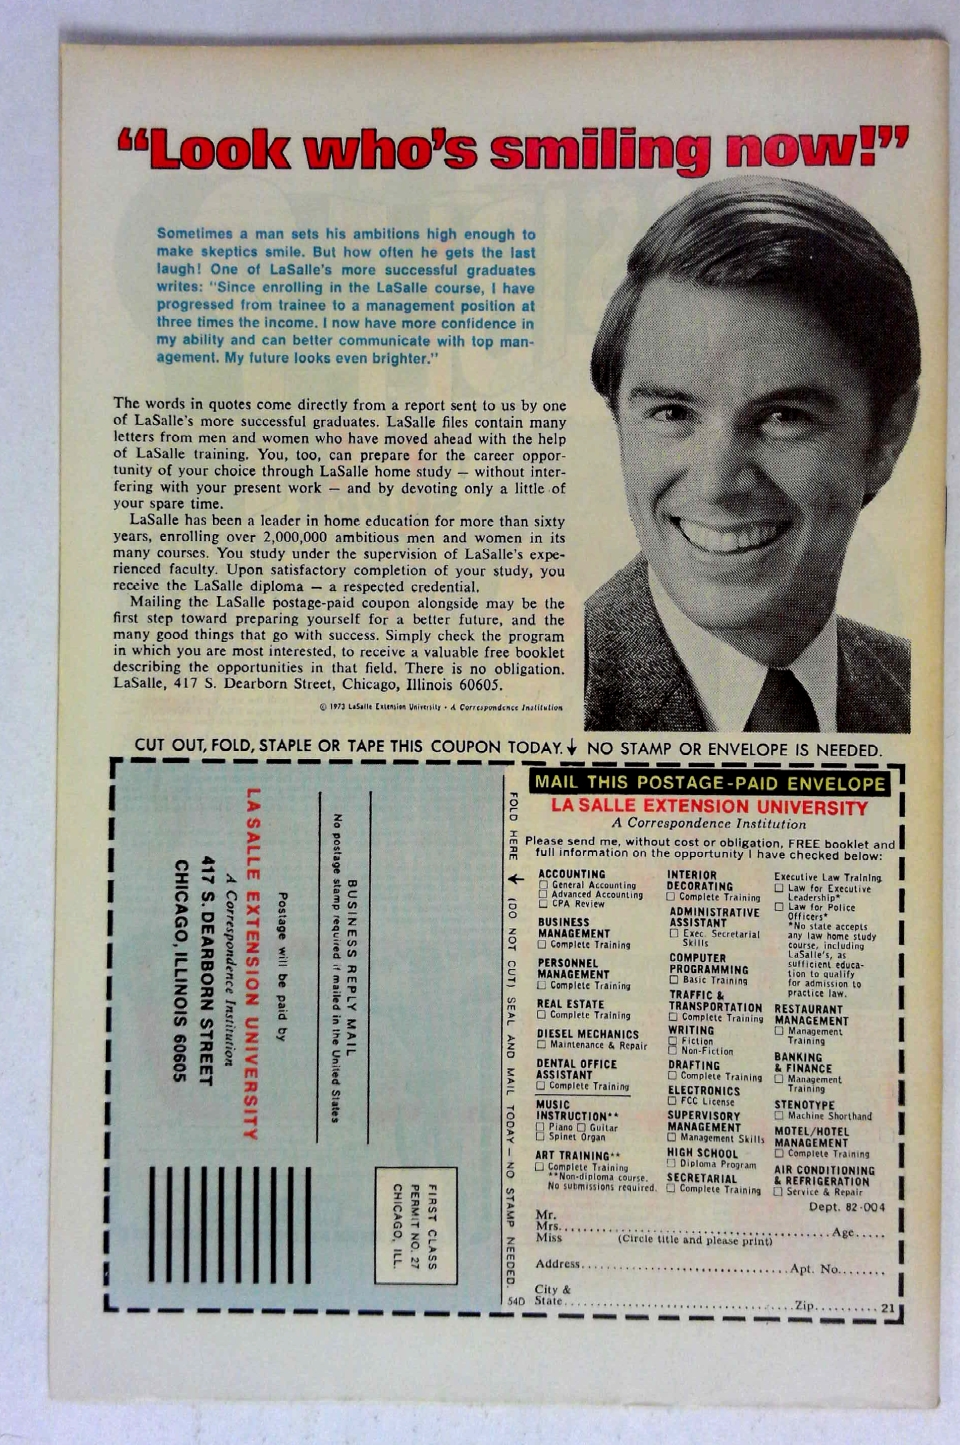 “Look who’s smiling now!”
Sometimes a man sets his ambitions high enough to
make skeptics smile. But how often he gets the last
laugh! One of LaSalle's more successful graduates
writes: "Since enrolling in the LaSalle course, I have
progressed from trainee to a management position at
three times the income. I now have more confidence in
my ability and can better communicate with top man-
agement. My future looks even brighter."
The words in quotes come directly from a report sent to us by one
of LaSalle's more successful graduates. LaSalle files contain many
letters from men and women who have moved ahead with the help
of LaSalle training. You, too, can prepare for the career oppor-
tunity of your choice through LaSalle home study — without inter-
fering with your present work — and by devoting only a little of
your spare time.
LaSalle has been a leader in home education for more than sixty
years, enrolling over 2,000,000 ambitious men and women in its
many courses. You study under the supervision of LaSalle's expe-
rienced faculty. Upon satisfactory completion of your study, you
receive the LaSalle diploma — a respected credential.
Mailing the LaSalle postage-paid coupon alongside may be the
first step toward preparing yourself for a better future, and the
many good things that go with success. Simply check the program
in which you are most interested, to receive a valuable free booklet
describing the opportunities in that field. There is no obligation.
LaSalle, 417 S. Dearborn Street, Chicago, Illinois 60605.
© 1973 LaSalle Extension University • A Correspondence Institution
CUT OUT, FOLD, STAPLE OR TAPE THIS COUPON TODAY.↓ NO STAMP OR ENVELOPE IS NEEDED.
FIRST CLASS
PERMIT NO. 27
CHICAGO, ILL.
BUSINESS REPLY MAIL
No postage stamp required if mailed in the United States
Postage will be paid by
LA SALLE EXTENSION UNIVERSITY
A Correspondence Institution
417 S. DEARBORN STREET
CHICAGO, ILLINOIS 60605
FOLD HERE ↓ (DO NOT CUT) SEAL AND MAIL TODAY — NO STAMP NEEDED.
MAIL THIS POSTAGE-PAID ENVELOPE
LA SALLE EXTENSION UNIVERSITY
A Correspondence Institution
Please send me, without cost or obligation, FREE booklet and
full information on the opportunity I have checked below:
ACCOUNTING
☐ General Accounting
☐ Advanced Accounting
☐ CPA Review
BUSINESS
MANAGEMENT
☐ Complete Training
PERSONNEL
MANAGEMENT
☐ Complete Training
REAL ESTATE
☐ Complete Training
DIESEL MECHANICS
☐ Maintenance & Repair
DENTAL OFFICE
ASSISTANT
☐ Complete Training
MUSIC
INSTRUCTION**
☐ Piano ☐ Guitar
☐ Spinet Organ
ART TRAINING**
☐ Complete Training
**Non-diploma course.
No submissions required.
INTERIOR
DECORATING
☐ Complete Training
ADMINISTRATIVE
ASSISTANT
☐ Exec. Secretarial
Skills
COMPUTER
PROGRAMMING
☐ Basic Training
TRAFFIC &
TRANSPORTATION
☐ Complete Training
WRITING
☐ Fiction
☐ Non-Fiction
DRAFTING
☐ Complete Training
ELECTRONICS
☐ FCC License
SUPERVISORY
MANAGEMENT
☐ Management Skills
HIGH SCHOOL
☐ Diploma Program
SECRETARIAL
☐ Complete Training
Executive Law Training
☐ Law for Executive
Leadership*
☐ Law for Police
Officers*
*No state accepts
any law home study
course, including
LaSalle's, as
sufficient educa-
tion to qualify
for admission to
practice law.
RESTAURANT
MANAGEMENT
☐ Management
Training
BANKING
& FINANCE
☐ Management
Training
STENOTYPE
☐ Machine Shorthand
MOTEL/HOTEL
MANAGEMENT
☐ Complete Training
AIR CONDITIONING
& REFRIGERATION
☐ Service & Repair
Dept. 82-004
Mr.
Mrs. Age
Miss (Circle title and please print)
Address Apt. No.
City &
54D State Zip 21